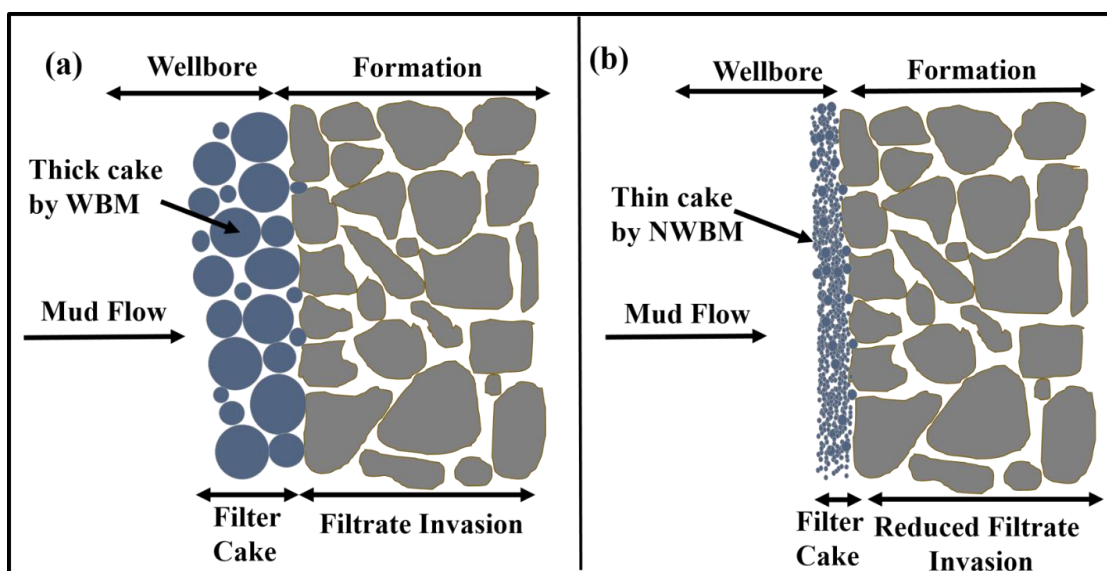 (a)
Wellbore
Formation
Thick cake
by WBM
Mud Flow
Filter
Cake
Filtrate Invasion
(b)
Wellbore
Formation
Thin cake
by NWBM
Mud Flow
Filter
Cake
Reduced Filtrate
Invasion